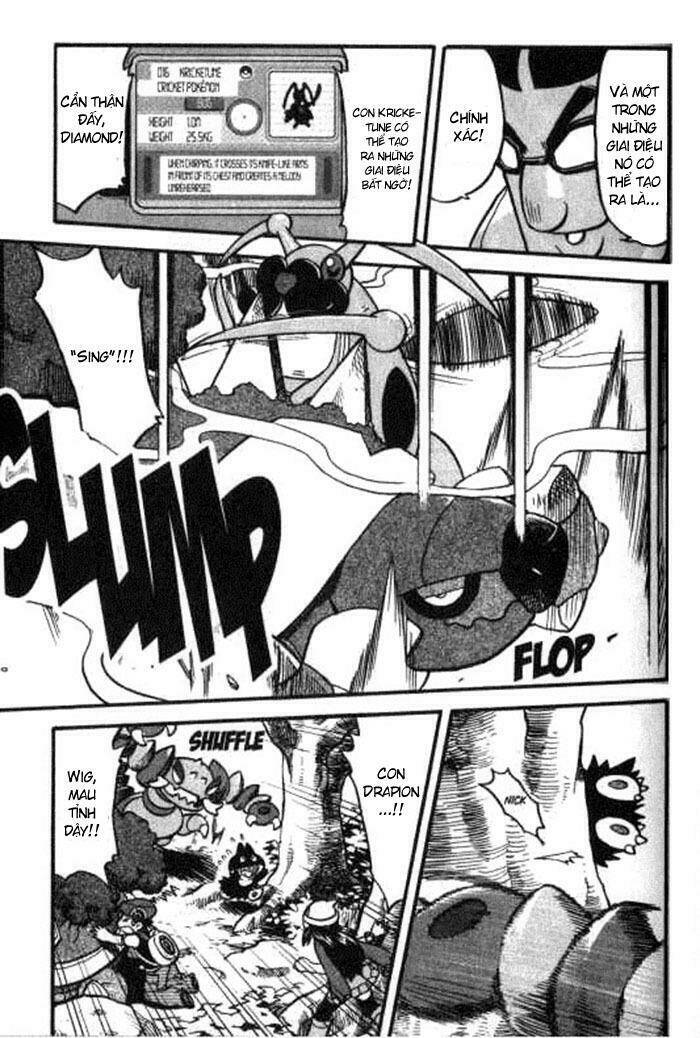 VÀ MỘT
TRONG
NHỮNG
GIAI ĐIỆU
NÓ CÓ
THỂ TẠO
RA LÀ...
CHÍNH
XÁC!
CON KRICKE-
TUNE CÓ
THỂ TẠO
RA NHỮNG
GIAI ĐIỆU
BẤT NGỜ!
016 KRICKETUNE
CRICKET POKÉMON
BUG
HEIGHT 1.0M
WEIGHT 25.5KG
WHEN CHIRPING, IT CROSSES ITS KNIFE-LIKE ARMS
IN FRONT OF ITS CHEST AND CREATES A MELODY
UNREHEARSED.
CẨN THẬN
ĐẤY,
DIAMOND!
"SING"!!!
SLUMP
FLOP
NICK
CON
DRAPION
...!!
SHUFFLE
WIG,
MAU
TỈNH
DẬY!!